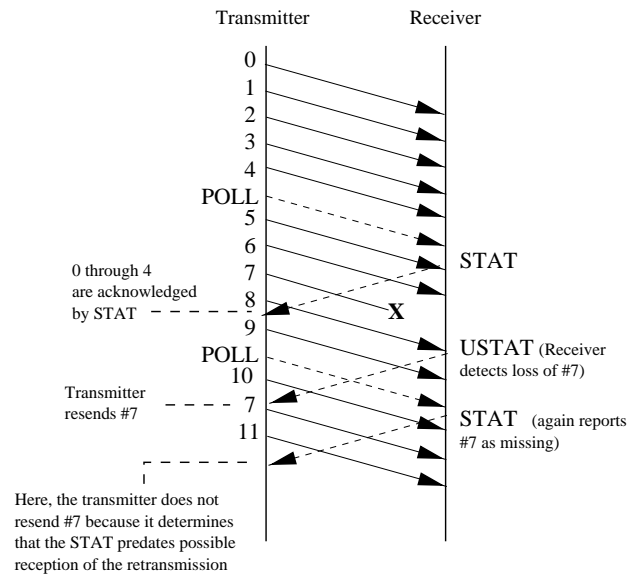 Transmitter Receiver
0
1
2
3
4
POLL
5
6
7
8
9
POLL
10
7
11
0 through 4
are acknowledged
by STAT
Transmitter
resends #7
Here, the transmitter does not
resend #7 because it determines
that the STAT predates possible
reception of the retransmission
X
STAT
USTAT (Receiver
detects loss of #7)
STAT (again reports
#7 as missing)